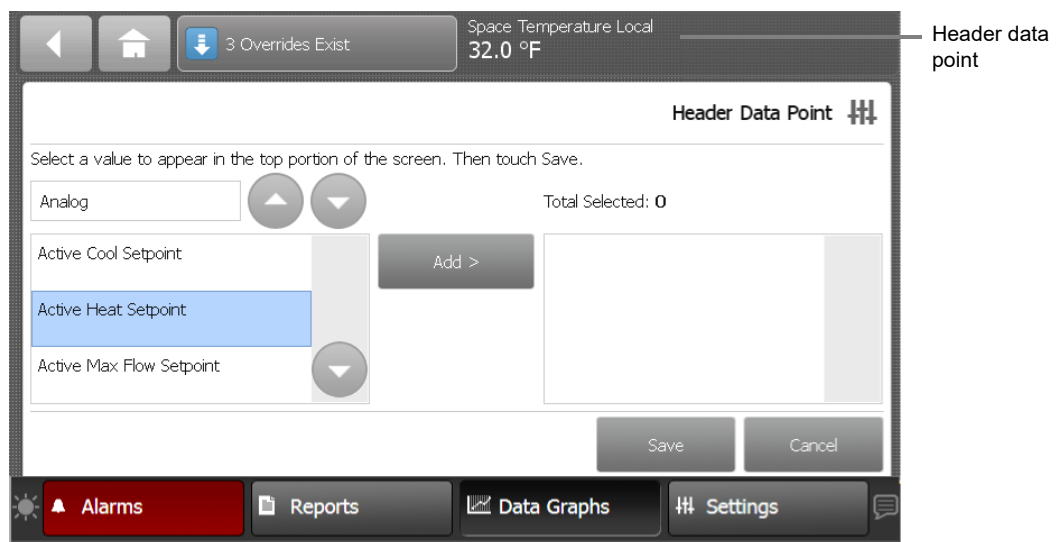 3 Overrides Exist
Space Temperature Local
32.0 °F
Header data
point
Header Data Point
Select a value to appear in the top portion of the screen. Then touch Save.
Analog
Total Selected: 0
Active Cool Setpoint
Add >
Active Heat Setpoint
Active Max Flow Setpoint
Save
Cancel
Alarms
Reports
Data Graphs
Settings